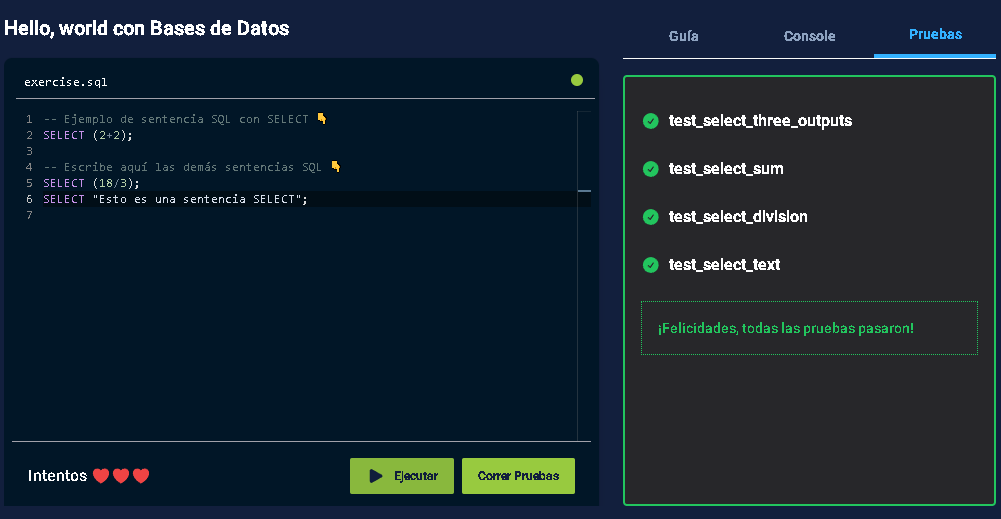 Hello, world con Bases de Datos
exercise.sql
1 -- Ejemplo de sentencia SQL con SELECT 👇
2 SELECT (2+2);
3
4 -- Escribe aquí las demás sentencias SQL 👇
5 SELECT (18/3);
6 SELECT "Esto es una sentencia SELECT";
7
Intentos ❤️❤️❤️
Ejecutar
Correr Pruebas
Guía
Console
Pruebas
test_select_three_outputs
test_select_sum
test_select_division
test_select_text
¡Felicidades, todas las pruebas pasaron!